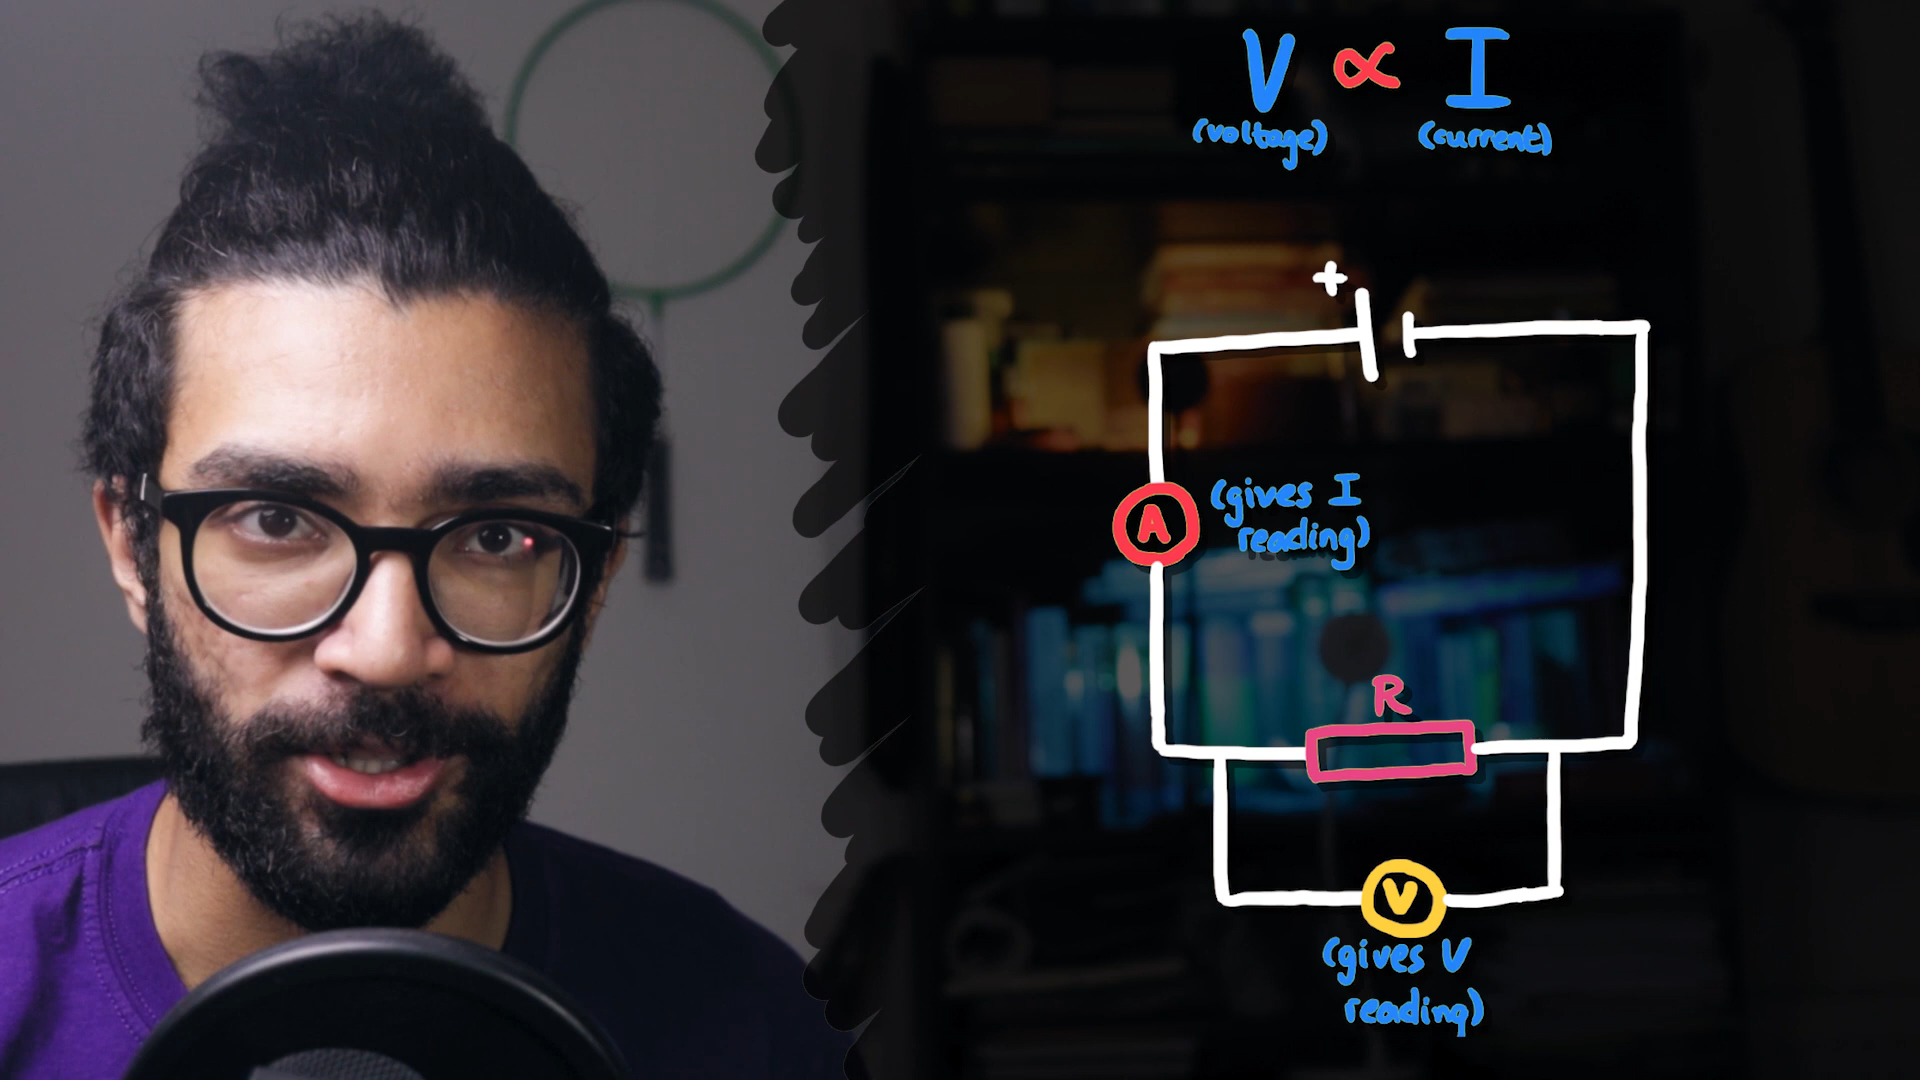 V ∝ I
(voltage) (current)
+
(gives I
reading)
A
R
V
(gives V
reading)